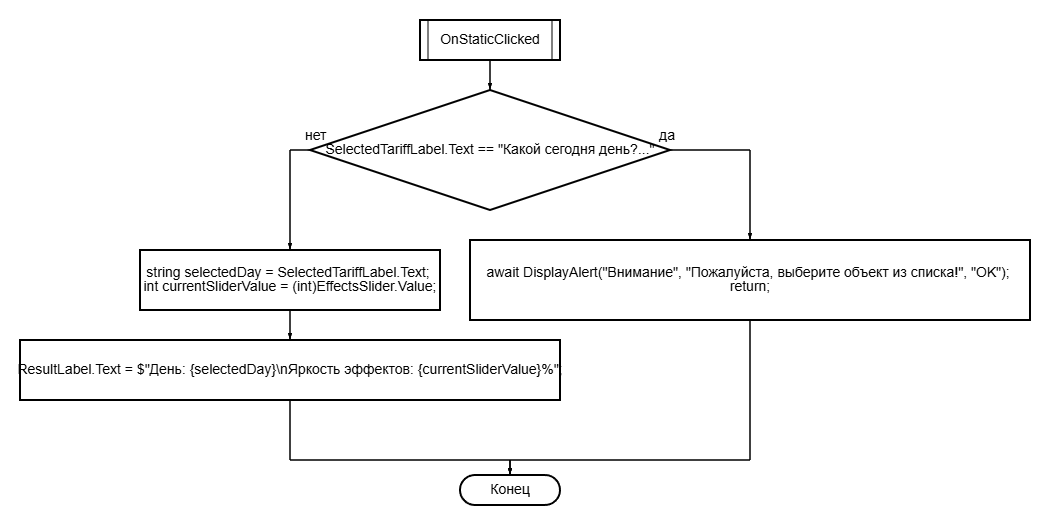 OnStaticClicked
нет
да
SelectedTariffLabel.Text == "Какой сегодня день?..."
string selectedDay = SelectedTariffLabel.Text;
int currentSliderValue = (int)EffectsSlider.Value;
await DisplayAlert("Внимание", "Пожалуйста, выберите объект из списка!", "OK");
return;
ResultLabel.Text = $"День: {selectedDay}\nЯркость эффектов: {currentSliderValue}%";
Конец